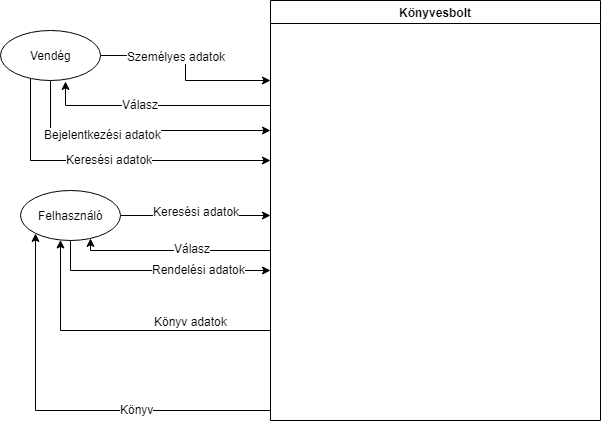 Könyvesbolt
Vendég
Személyes adatok
Válasz
Bejelentkezési adatok
Keresési adatok
Felhasználó
Keresési adatok
Válasz
Rendelési adatok
Könyv adatok
Könyv